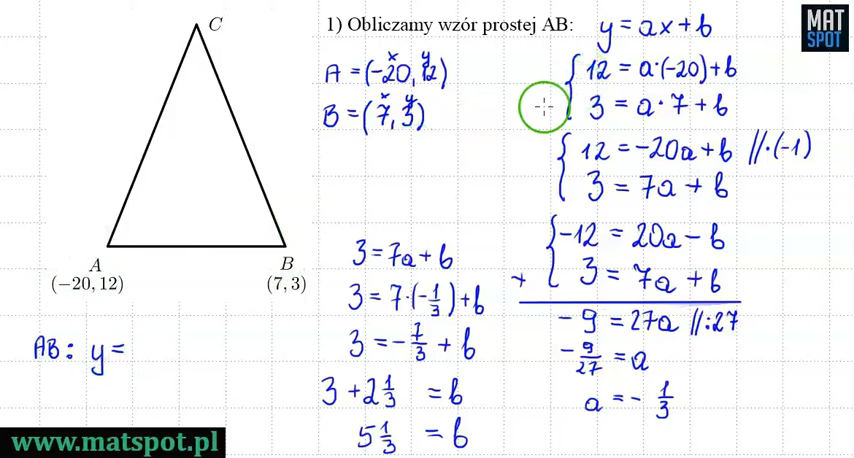 1) Obliczamy wzór prostej AB: y = ax + b
MAT
SPOT
C
x y
A = (-20, 12)
x y
B = (7, 3)
12 = a·(-20) + b
3 = a·7 + b
12 = -20a + b //·(-1)
3 = 7a + b
-12 = 20a - b
+ 3 = 7a + b
-9 = 27a //:27
-9/27 = a
a = -1/3
3 = 7a + b
3 = 7·(-1/3) + b
3 = -7/3 + b
3 + 2 1/3 = b
5 1/3 = b
A
(−20, 12)
B
(7, 3)
AB: y =
www.matspot.pl